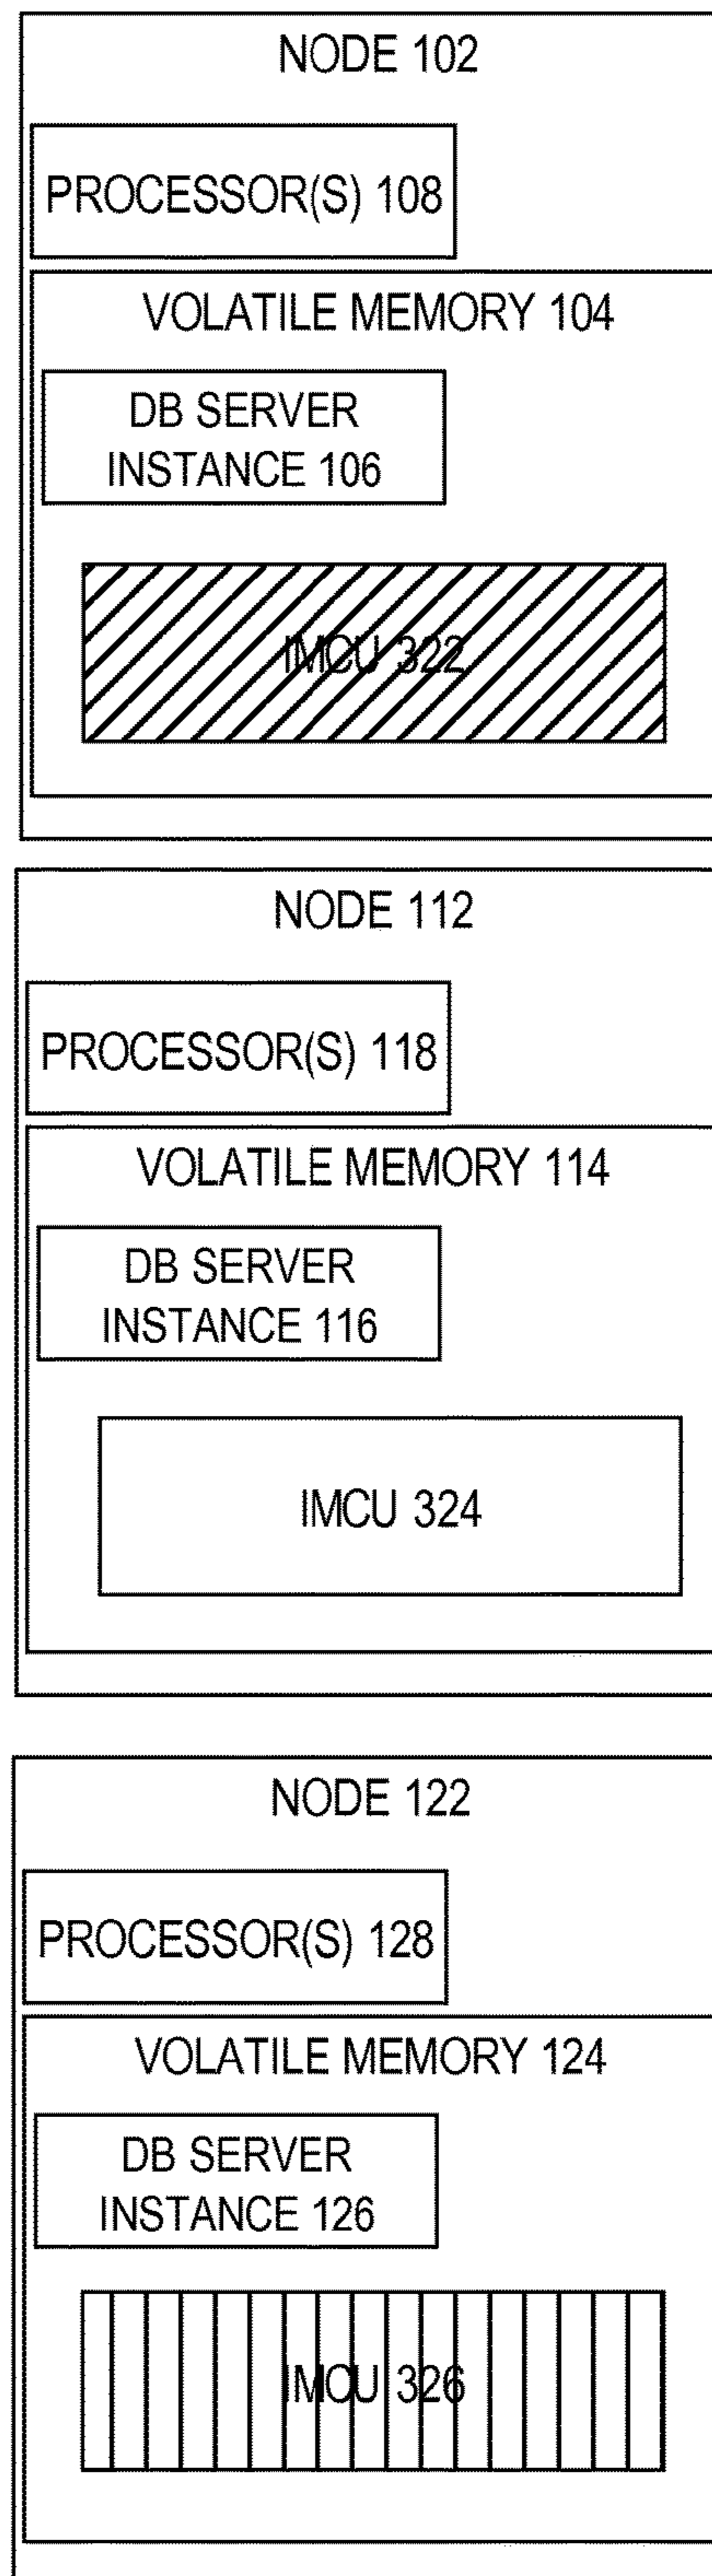 NODE 102
PROCESSOR(S) 108
VOLATILE MEMORY 104
DB SERVER
INSTANCE 106
IMCU 322
NODE 112
PROCESSOR(S) 118
VOLATILE MEMORY 114
DB SERVER
INSTANCE 116
IMCU 324
NODE 122
PROCESSOR(S) 128
VOLATILE MEMORY 124
DB SERVER
INSTANCE 126
IMCU 326